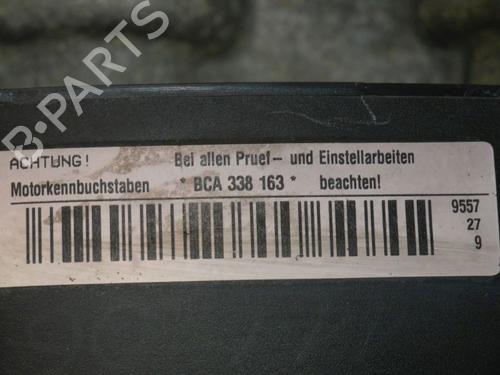 B-PARTS
ACHTUNG! Bei allen Pruef- und Einstellarbeiten
Motorkennbuchstaben * BCA 338 163 * beachten!
9557
27
9